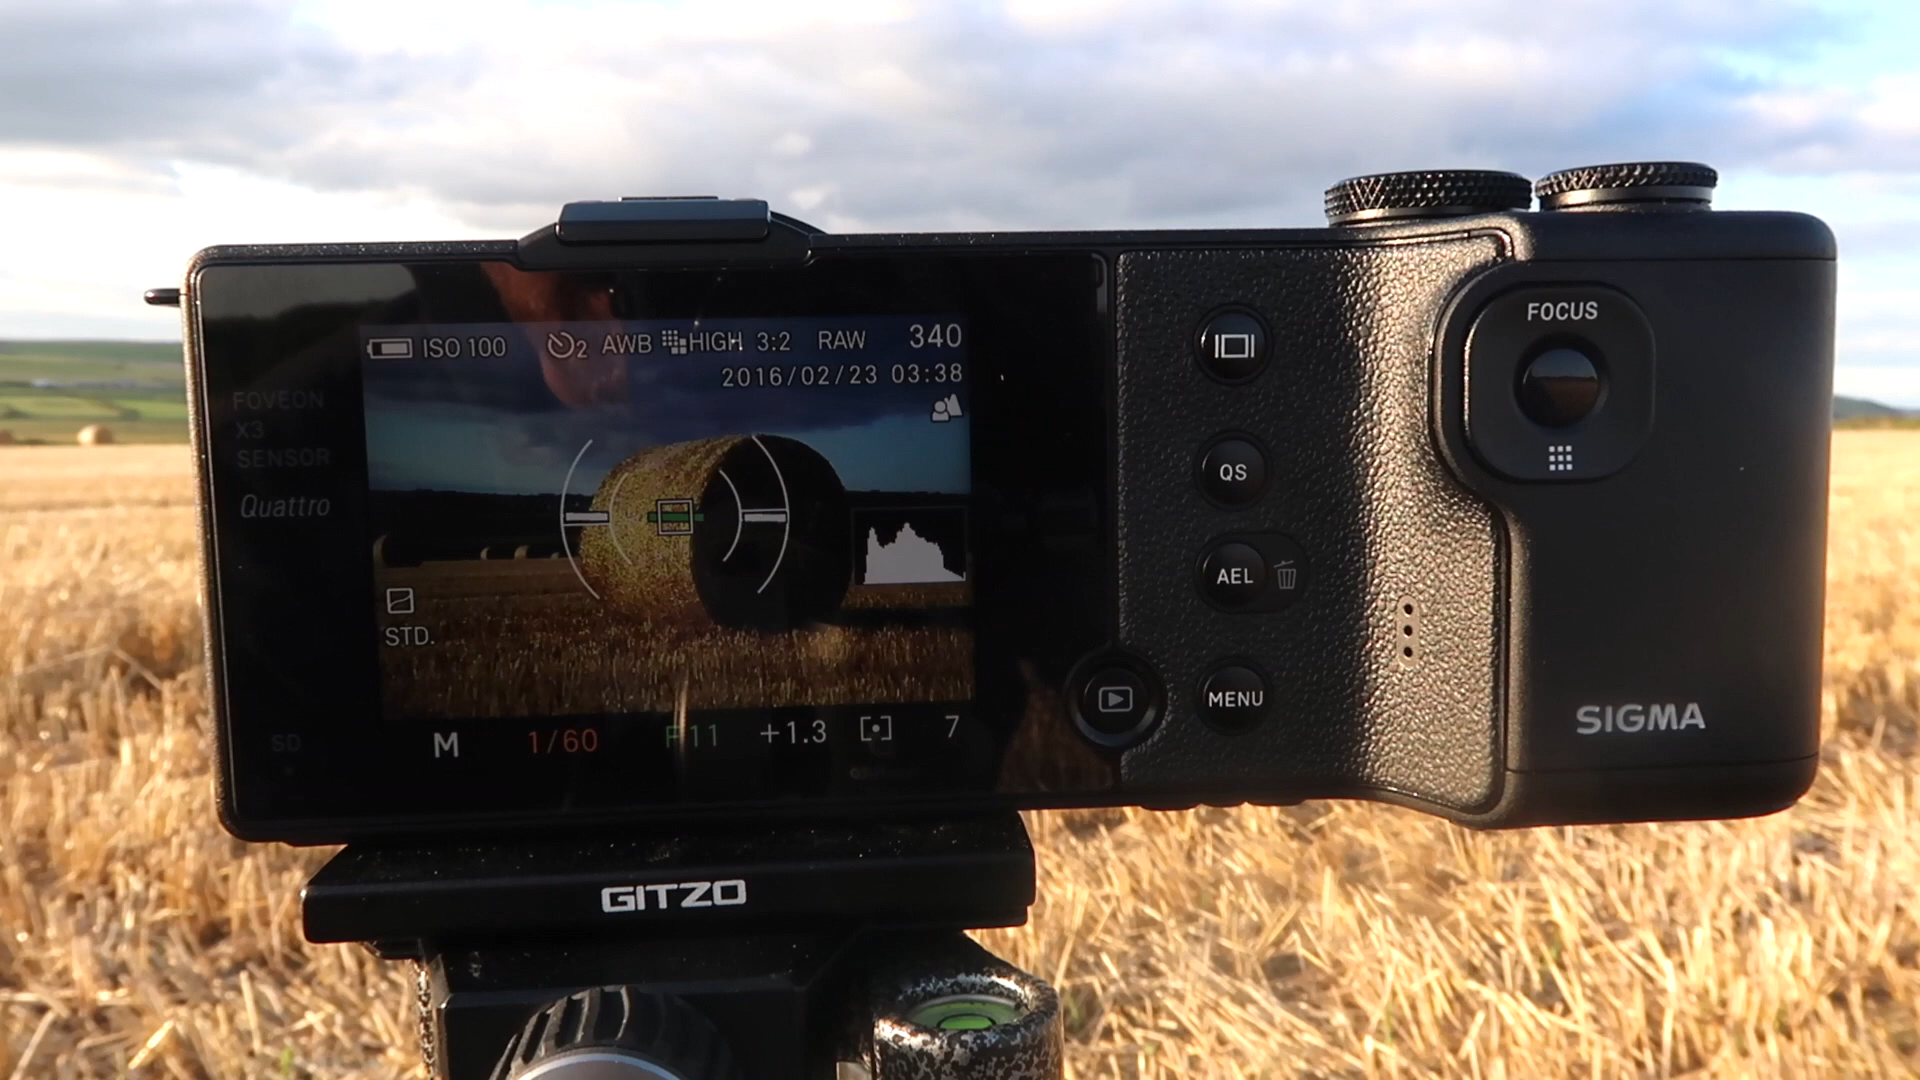 ISO 100 2 AWB HIGH 3:2 RAW 340
2016/02/23 03:38
FOVEON
X3
SENSOR
Quattro
STD.
SD
M 1/60 F11 +1.3 7
FOCUS
QS
AEL
MENU
SIGMA
GITZO